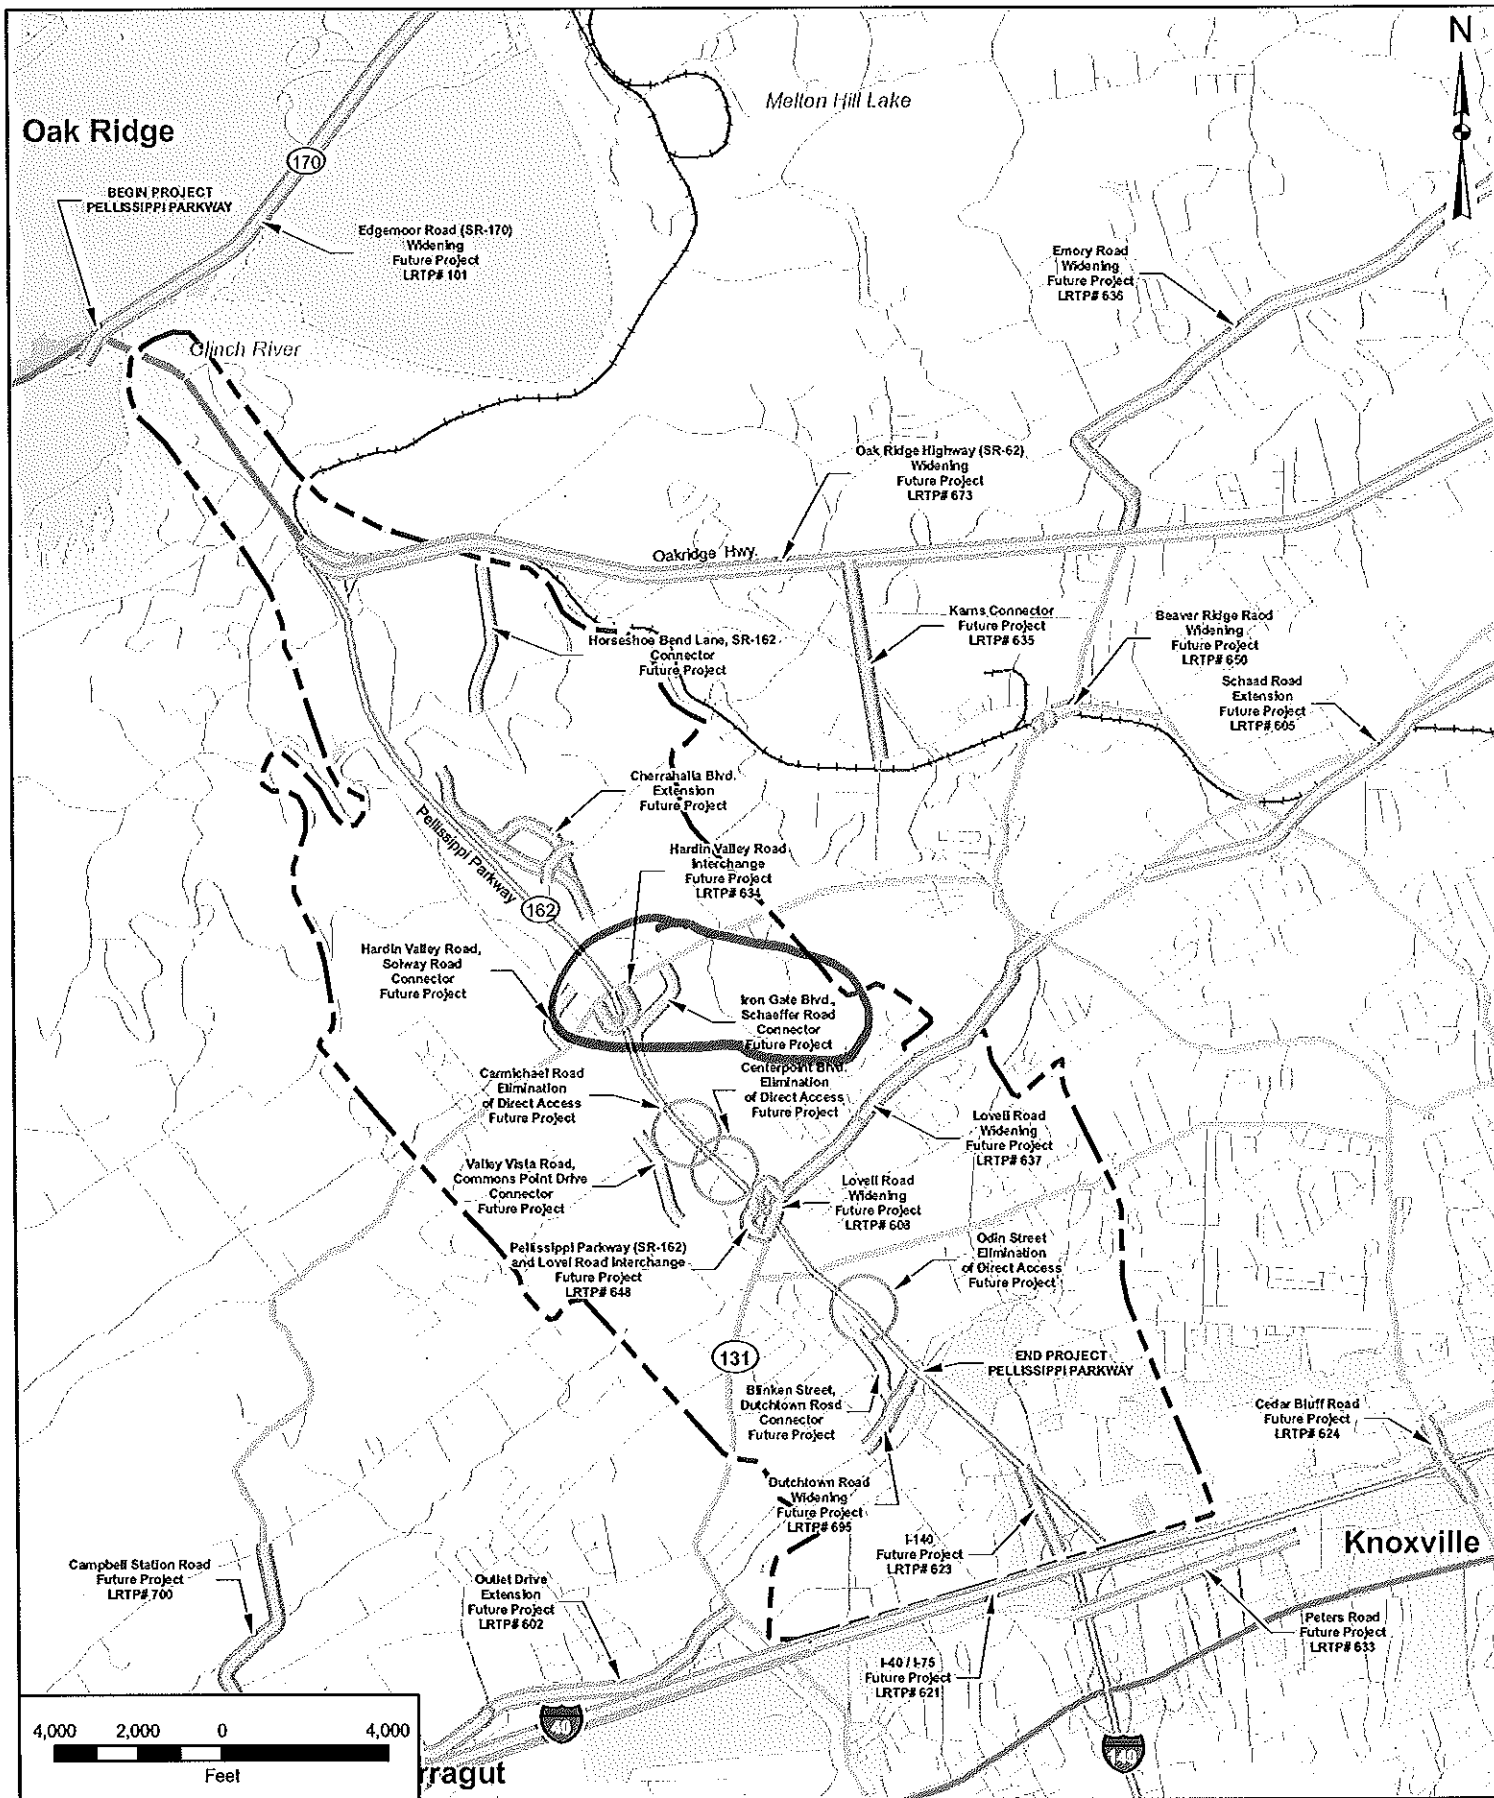 N
Melton Hill Lake
Oak Ridge
170
BEGIN PROJECT
PELLISSIPPI PARKWAY
Edgemoor Road (SR-170)
Widening
Future Project
LRTP# 101
Emory Road
Widening
Future Project
LRTP# 636
Clinch River
Oak Ridge Highway (SR-62)
Widening
Future Project
LRTP# 673
Oakridge Hwy.
Karns Connector
Future Project
LRTP# 635
Beaver Ridge Raod
Widening
Future Project
LRTP# 650
Horseshoe Bend Lane, SR-162
Connector
Future Project
Schaad Road
Extension
Future Project
LRTP# 605
Cherrahalla Blvd.
Extension
Future Project
Pellissippi Parkway
162
Hardin Valley Road
Interchange
Future Project
LRTP# 634
Hardin Valley Road,
Solway Road
Connector
Future Project
Iron Gate Blvd.,
Schaeffer Road
Connector
Future Project
Carmichael Road
Elimination
of Direct Access
Future Project
Centerpoint Blvd.
Elimination
of Direct Access
Future Project
Lovell Road
Widening
Future Project
LRTP# 637
Valley Vista Road,
Commons Point Drive
Connector
Future Project
Lovell Road
Widening
Future Project
LRTP# 608
Pellissippi Parkway (SR-162)
and Lovel Road Interchange
Future Project
LRTP# 648
Odin Street
Elimination
of Direct Access
Future Project
131
END PROJECT
PELLISSIPPI PARKWAY
Blinken Street,
Dutchtown Road
Connector
Future Project
Cedar Bluff Road
Future Project
LRTP# 624
Dutchtown Road
Widening
Future Project
LRTP# 695
I-140
Future Project
LRTP# 623
Knoxville
Campbell Station Road
Future Project
LRTP# 700
Outlet Drive
Extension
Future Project
LRTP# 602
Peters Road
Future Project
LRTP# 633
I-40 / I-75
Future Project
LRTP# 621
40
140
4,000 2,000 0 4,000
Feet
rragut